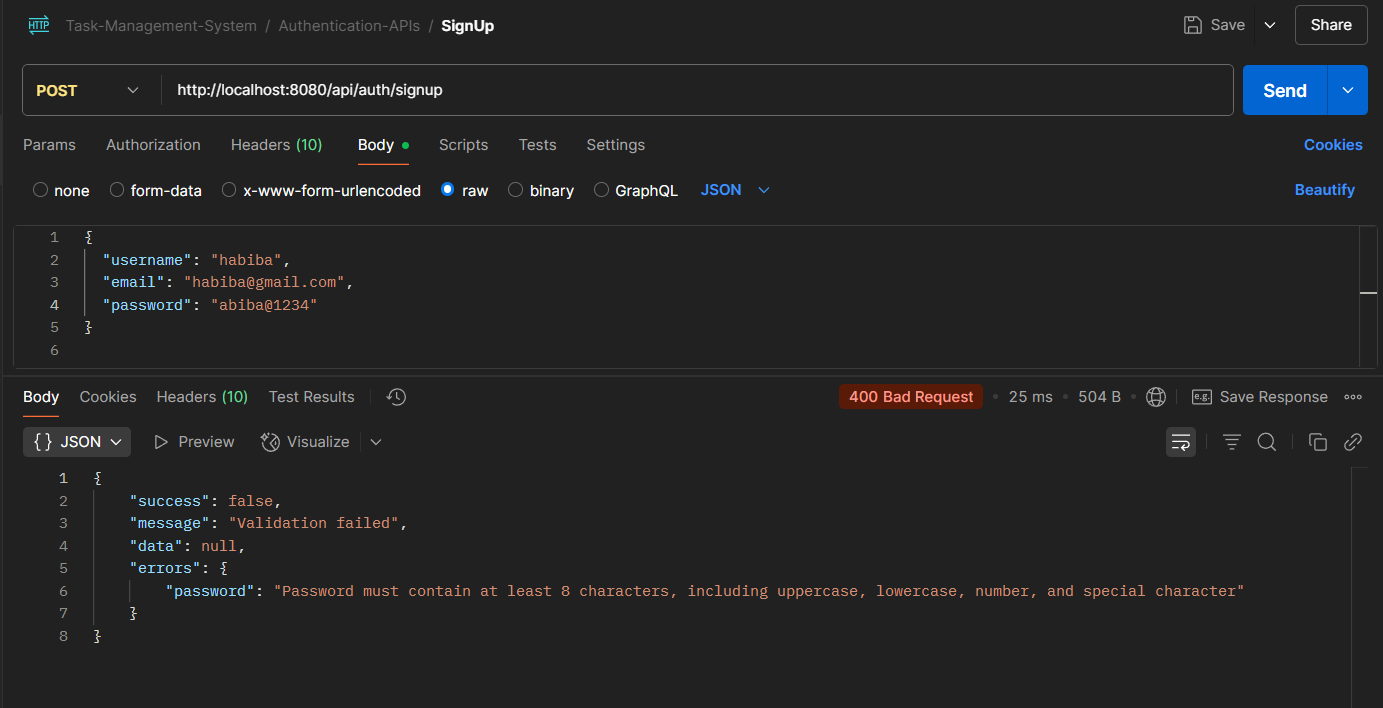 HTTP Task-Management-System / Authentication-APIs / SignUp Save Share
POST http://localhost:8080/api/auth/signup Send
Params Authorization Headers (10) Body Scripts Tests Settings Cookies
none form-data x-www-form-urlencoded raw binary GraphQL JSON Beautify
1 {
2 "username": "habiba",
3 "email": "habiba@gmail.com",
4 "password": "abiba@1234"
5 }
6
Body Cookies Headers (10) Test Results 400 Bad Request • 25 ms • 504 B • e.g. Save Response
{} JSON Preview Visualize
1 {
2 "success": false,
3 "message": "Validation failed",
4 "data": null,
5 "errors": {
6 "password": "Password must contain at least 8 characters, including uppercase, lowercase, number, and special character"
7 }
8 }